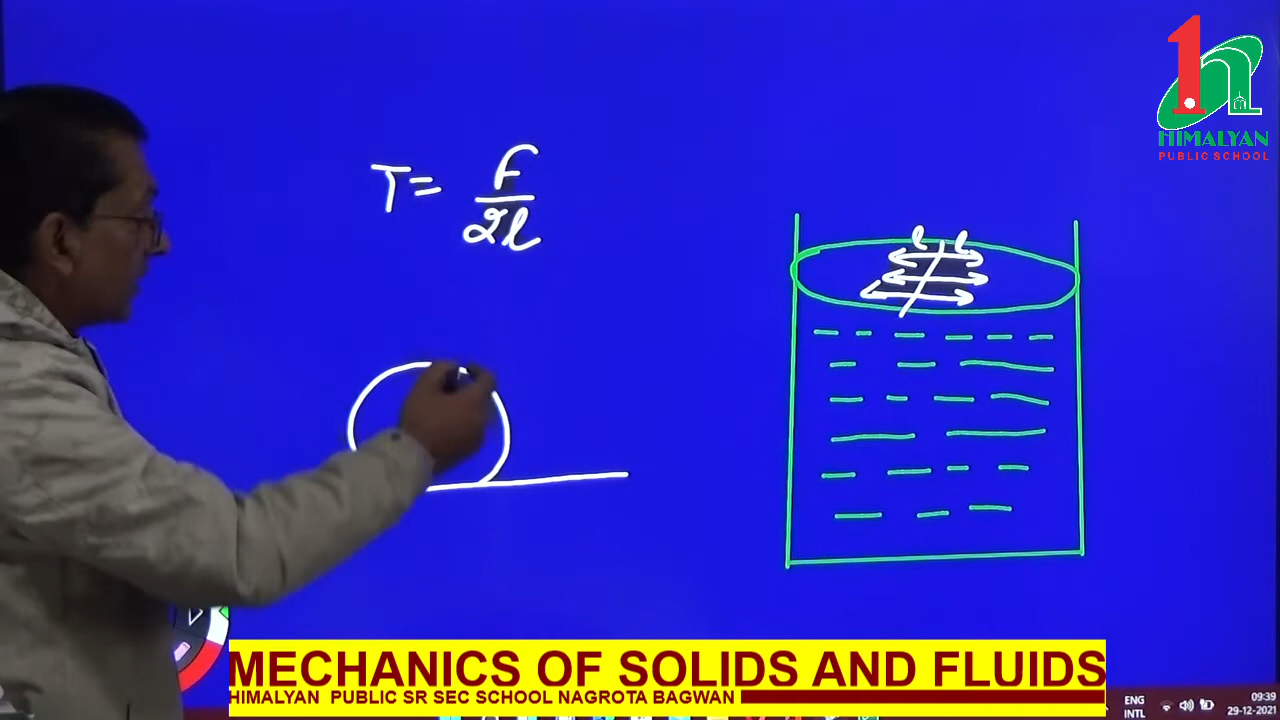 HIMALYAN
PUBLIC SCHOOL
T = F
2l
l l
MECHANICS OF SOLIDS AND FLUIDS
HIMALYAN PUBLIC SR SEC SCHOOL NAGROTA BAGWAN
ENG
INTL
09:39
29-12-2021